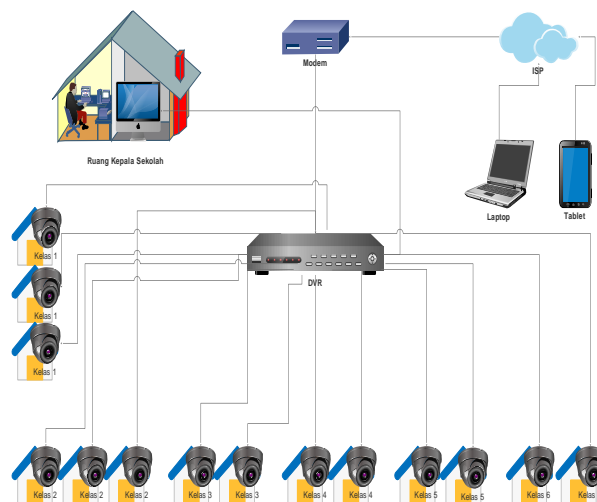 Modem
ISP
Ruang Kepala Sekolah
Laptop
Tablet
Kelas 1
Kelas 1
Kelas 1
DVR
Kelas 2
Kelas 2
Kelas 2
Kelas 3
Kelas 3
Kelas 4
Kelas 4
Kelas 5
Kelas 5
Kelas 6
Kelas